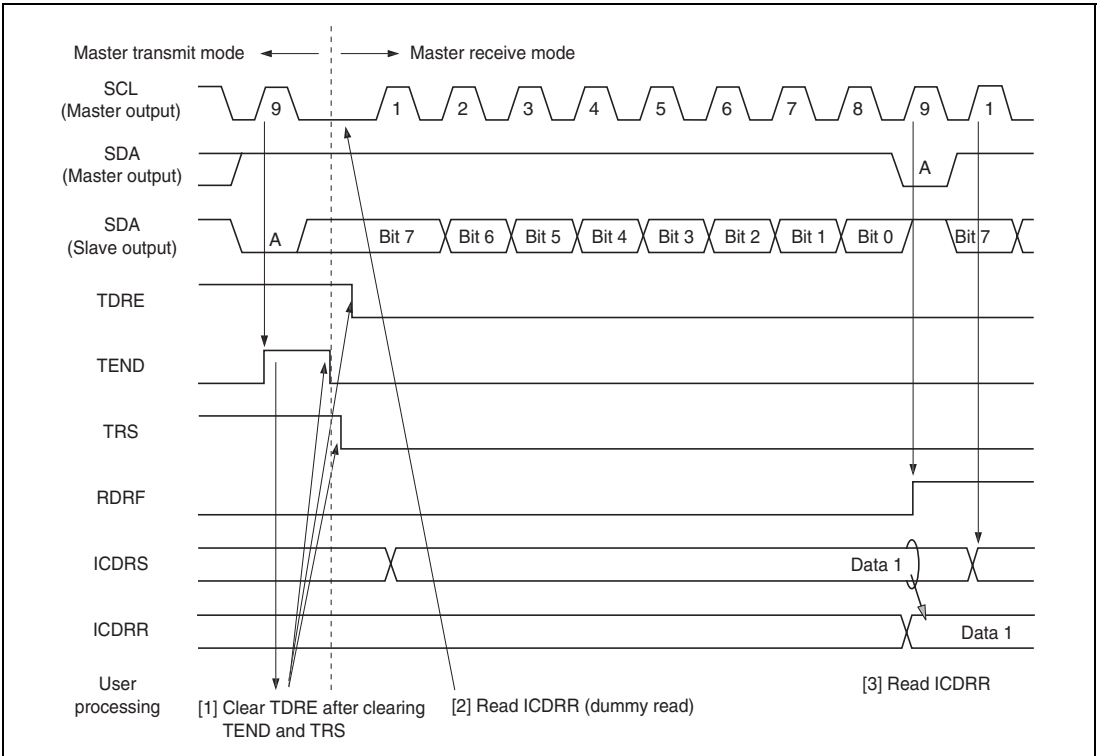 Master transmit mode
Master receive mode
SCL
(Master output)
9
1
2
3
4
5
6
7
8
9
1
SDA
(Master output)
A
SDA
(Slave output)
A
Bit 7
Bit 6
Bit 5
Bit 4
Bit 3
Bit 2
Bit 1
Bit 0
Bit 7
TDRE
TEND
TRS
RDRF
ICDRS
Data 1
ICDRR
Data 1
User
processing
[1] Clear TDRE after clearing
TEND and TRS
[2] Read ICDRR (dummy read)
[3] Read ICDRR